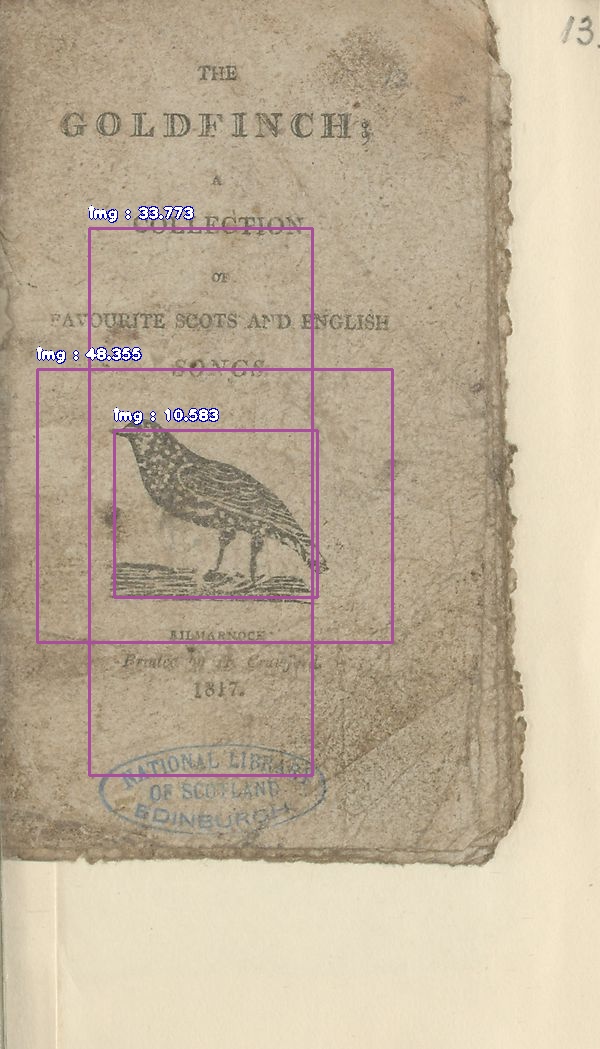 13.
THE
GOLDFINCH;
A
img : 33.773
COLLECTION
OF
FAVOURITE SCOTS AND ENGLISH
img : 48.355
SONGS.
img : 10.583
KILMARNOCK
Printed by H. Crawford,
1817.
NATIONAL LIBRARY
OF SCOTLAND
EDINBURGH